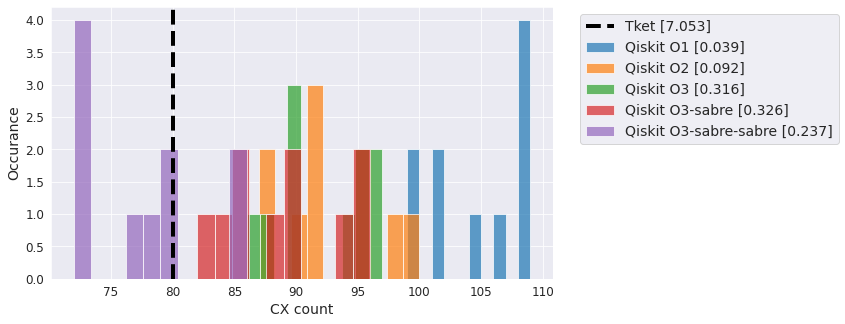 4.0
3.5
3.0
2.5
2.0
1.5
1.0
0.5
0.0
Occurance
75 80 85 90 95 100 105 110
CX count
Tket [7.053]
Qiskit O1 [0.039]
Qiskit O2 [0.092]
Qiskit O3 [0.316]
Qiskit O3-sabre [0.326]
Qiskit O3-sabre-sabre [0.237]